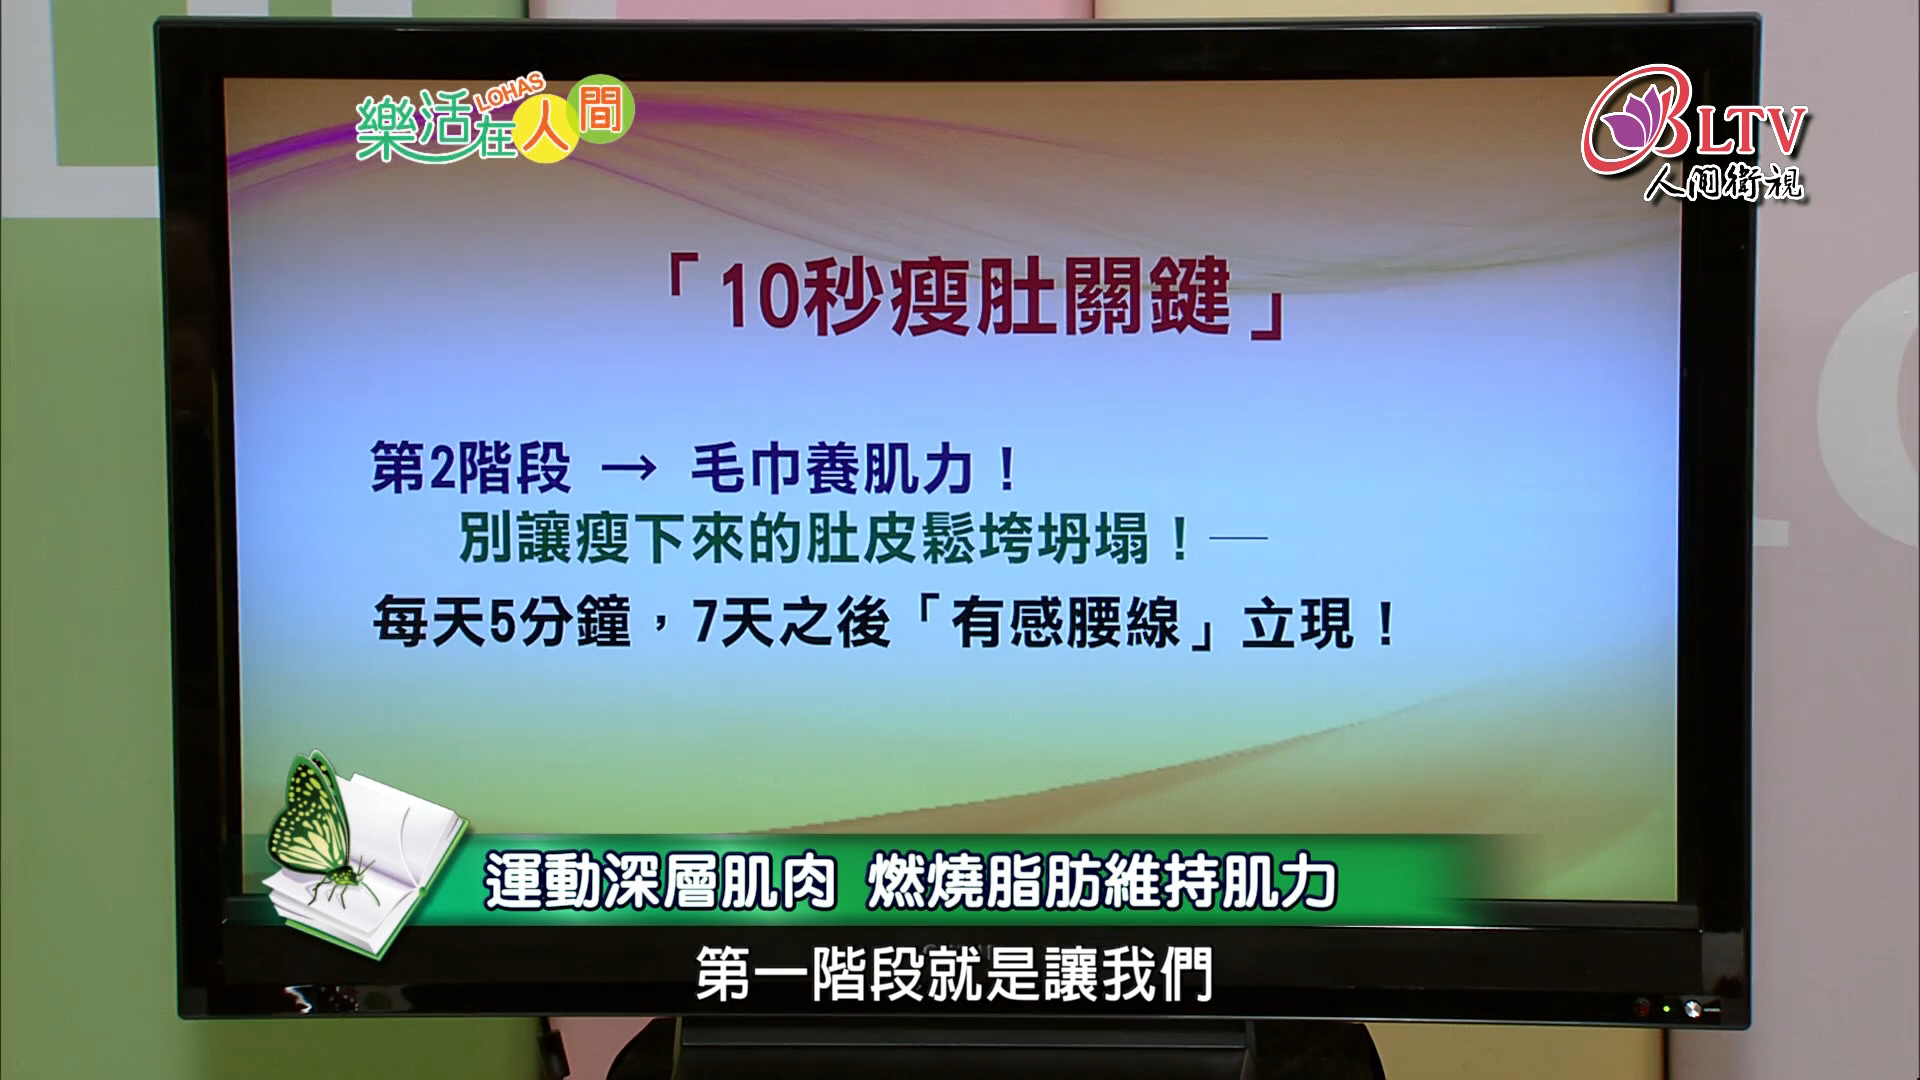 樂活在人間
LOHAS
BLTV
人間衛視
「10秒瘦肚關鍵」
第2階段 → 毛巾養肌力！
別讓瘦下來的肚皮鬆垮坍塌！—
每天5分鐘，7天之後「有感腰線」立現！
運動深層肌肉 燃燒脂肪維持肌力
第一階段就是讓我們